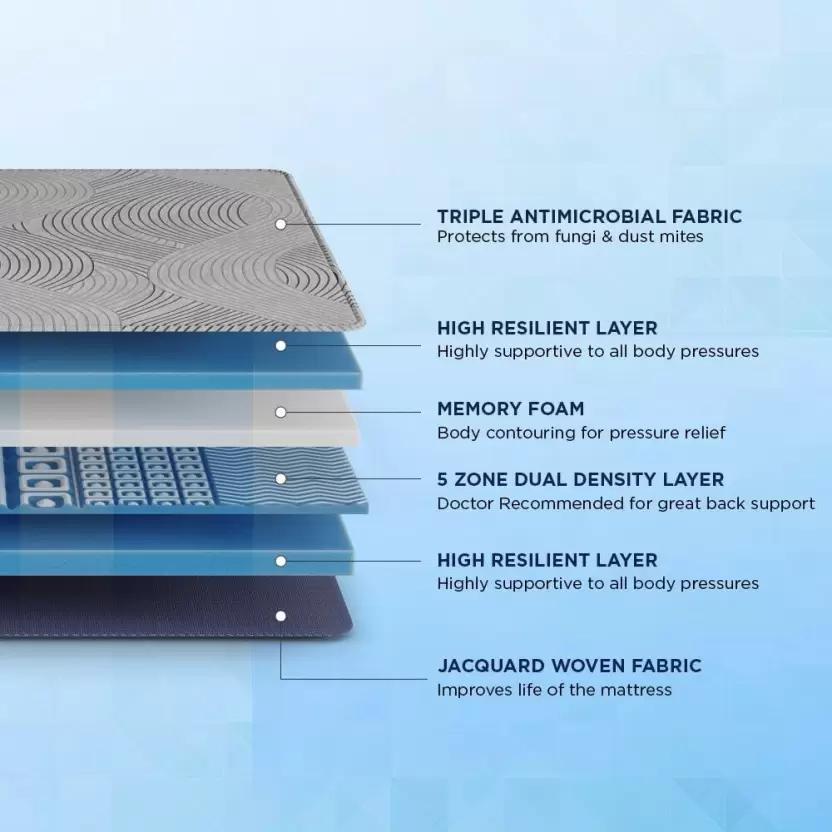 TRIPLE ANTIMICROBIAL FABRIC
Protects from fungi & dust mites
HIGH RESILIENT LAYER
Highly supportive to all body pressures
MEMORY FOAM
Body contouring for pressure relief
5 ZONE DUAL DENSITY LAYER
Doctor Recommended for great back support
HIGH RESILIENT LAYER
Highly supportive to all body pressures
JACQUARD WOVEN FABRIC
Improves life of the mattress